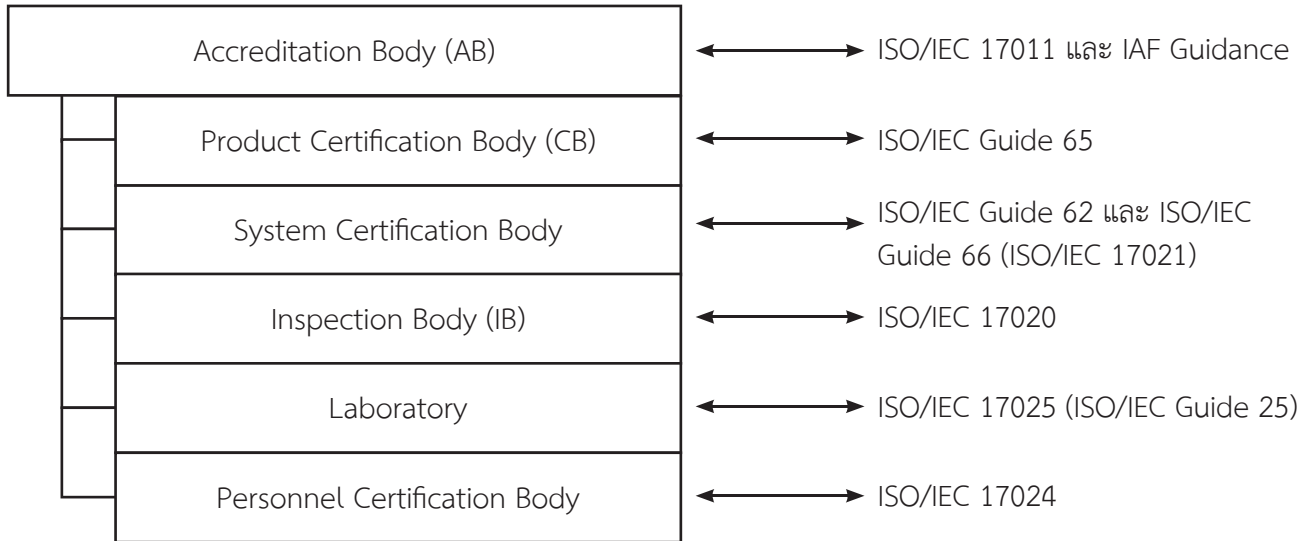 Accreditation Body (AB)
ISO/IEC 17011 และ IAF Guidance
Product Certification Body (CB)
ISO/IEC Guide 65
System Certification Body
ISO/IEC Guide 62 และ ISO/IEC
Guide 66 (ISO/IEC 17021)
Inspection Body (IB)
ISO/IEC 17020
Laboratory
ISO/IEC 17025 (ISO/IEC Guide 25)
Personnel Certification Body
ISO/IEC 17024